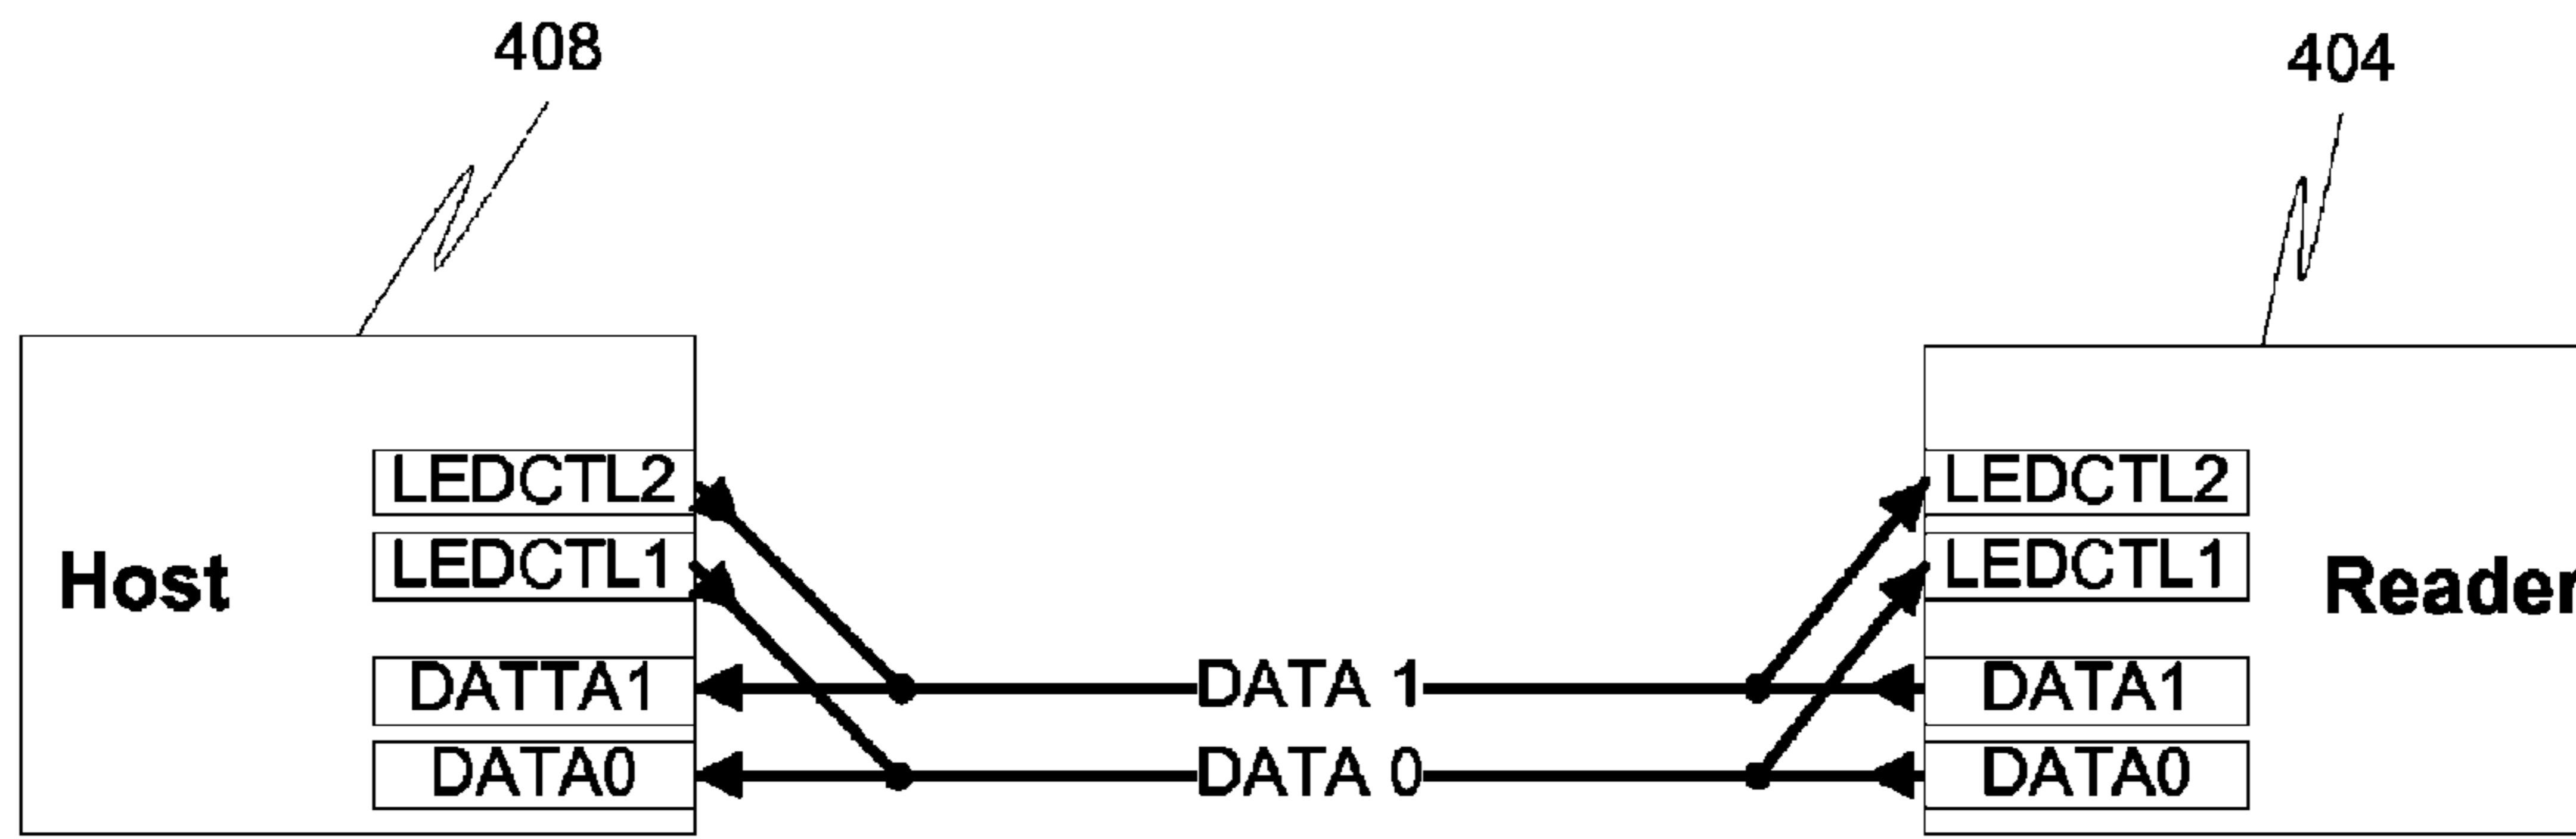 408 404
LEDCTL2 LEDCTL2
Host LEDCTL1 LEDCTL1 Reader
DATTA1 DATA 1 DATA1
DATA0 DATA 0 DATA0